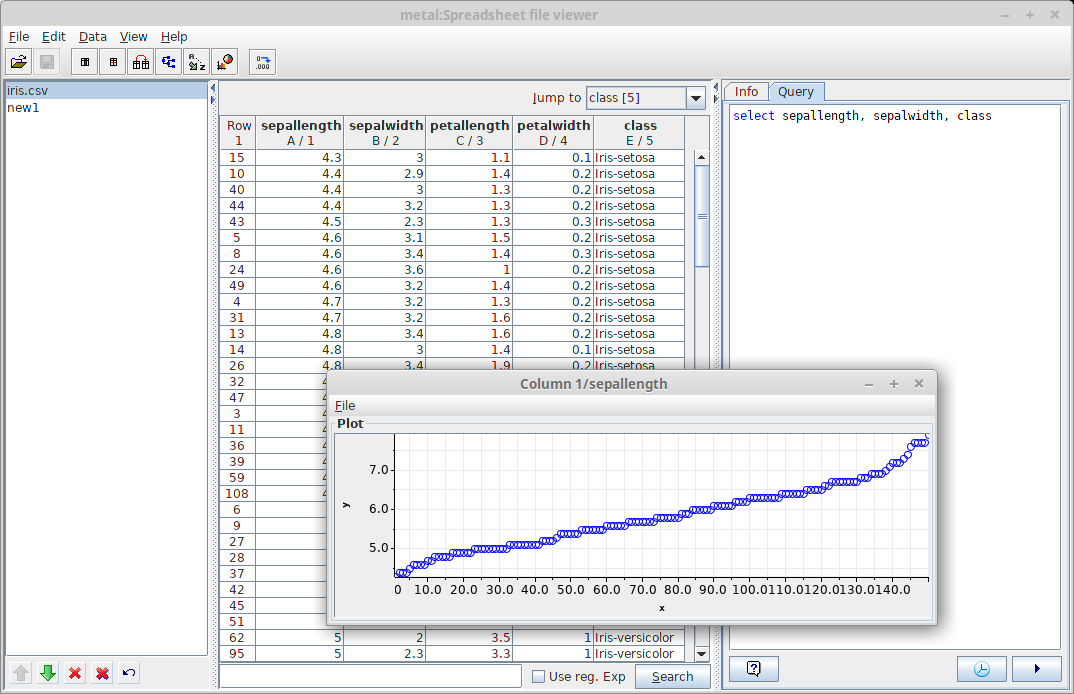 metal:Spreadsheet file viewer
File Edit Data View Help
iris.csv
new1
Jump to class [5]
Row sepallength sepalwidth petallength petalwidth class
1 A / 1 B / 2 C / 3 D / 4 E / 5
15 4.3 3 1.1 0.1 Iris-setosa
10 4.4 2.9 1.4 0.2 Iris-setosa
40 4.4 3 1.3 0.2 Iris-setosa
44 4.4 3.2 1.3 0.2 Iris-setosa
43 4.5 2.3 1.3 0.3 Iris-setosa
5 4.6 3.1 1.5 0.2 Iris-setosa
8 4.6 3.4 1.4 0.3 Iris-setosa
24 4.6 3.6 1 0.2 Iris-setosa
49 4.6 3.2 1.4 0.2 Iris-setosa
4 4.7 3.2 1.3 0.2 Iris-setosa
31 4.7 3.2 1.6 0.2 Iris-setosa
13 4.8 3.4 1.6 0.2 Iris-setosa
14 4.8 3 1.4 0.1 Iris-setosa
26 4.8 3.4 1.9 0.2 Iris-setosa
32
47
3
11
36
39
59
108
6
9
27
28
37
42
45
51
62 5 2 3.5 1 Iris-versicolor
95 5 2.3 3.3 1 Iris-versicolor
Use reg. Exp Search
Info Query
select sepallength, sepalwidth, class
Column 1/sepallength
File
Plot
7.0
6.0
5.0
y
0 10.0 20.0 30.0 40.0 50.0 60.0 70.0 80.0 90.0 100.0 110.0 120.0 130.0 140.0
x